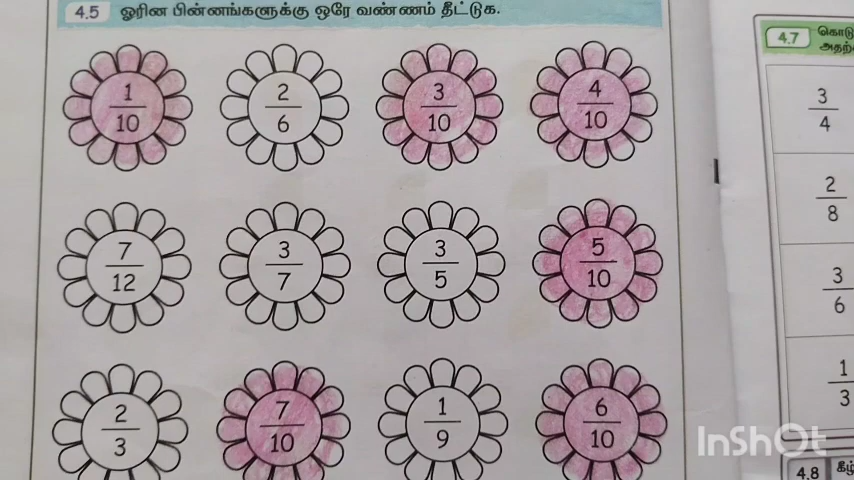 4.5 ஓரின பின்னங்களுக்கு ஒரே வண்ணம் தீட்டுக.
1/10 2/6 3/10 4/10
7/12 3/7 3/5 5/10
2/3 7/10 1/9 6/10
4.7
3/4
2/8
3/6
1/3
4.8
InShOt